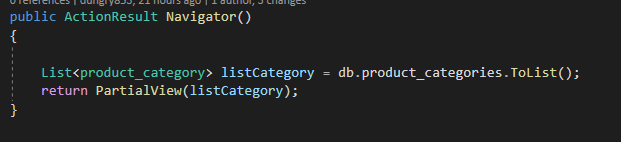 0 references | dungry855, 21 hours ago | 1 author, 3 changes
public ActionResult Navigator()
{
List<product_category> listCategory = db.product_categories.ToList();
return PartialView(listCategory);
}